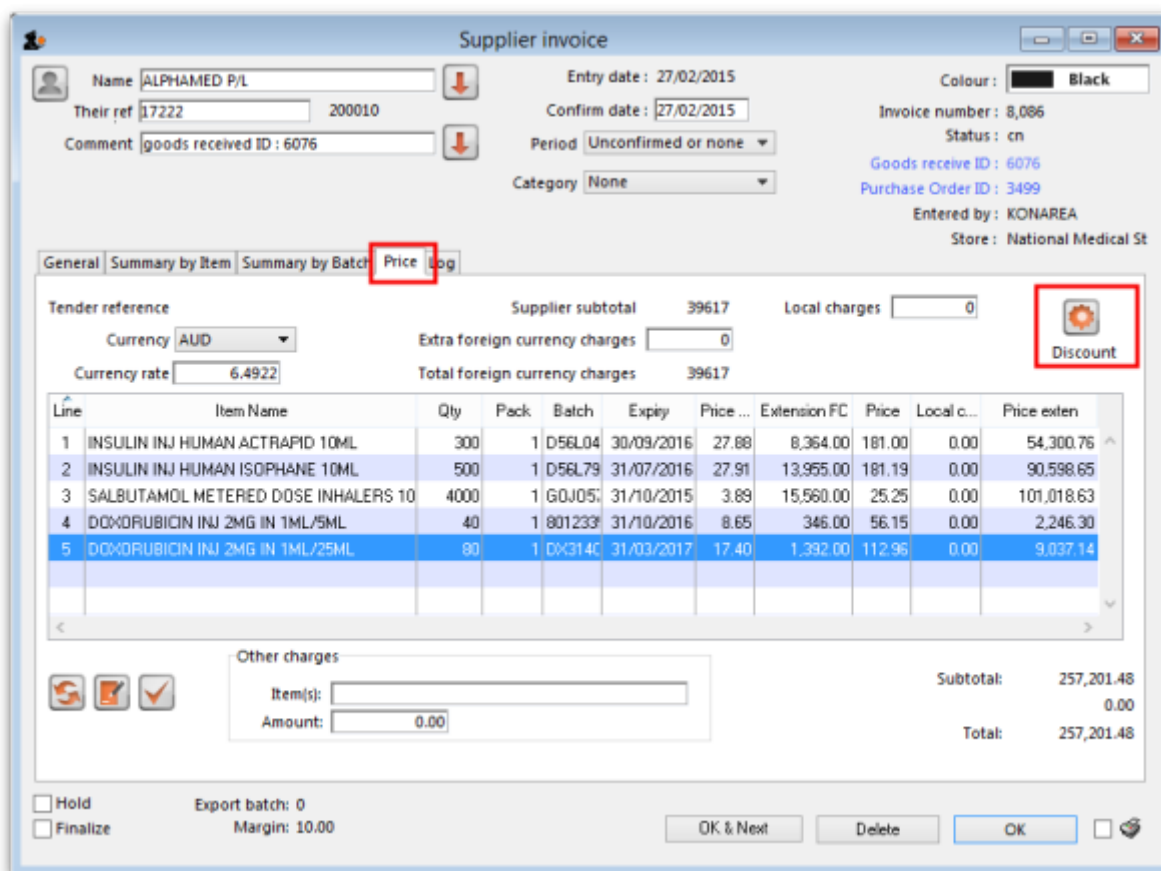 Supplier invoice
Name ALPHAMED P/L Entry date : 27/02/2015 Colour : Black
Their ref 17222 200010 Confirm date : 27/02/2015 Invoice number : 8,086
Comment goods received ID : 6076 Period Unconfirmed or none Status : cn
Goods receive ID : 6076
Category None Purchase Order ID : 3499
Entered by : KONAREA
Store : National Medical St
General Summary by Item Summary by Batch Price Log
Tender reference Supplier subtotal 39617 Local charges 0
Currency AUD Extra foreign currency charges 0 Discount
Currency rate 6.4922 Total foreign currency charges 39617
Line Item Name Qty Pack Batch Expiry Price ... Extension FC Price Local c... Price exten
1 INSULIN INJ HUMAN ACTRAPID 10ML 300 1 D56L04 30/09/2016 27.88 8,364.00 181.00 0.00 54,300.76
2 INSULIN INJ HUMAN ISOPHANE 10ML 500 1 D56L79 31/07/2016 27.91 13,955.00 181.19 0.00 90,598.65
3 SALBUTAMOL METERED DOSE INHALERS 10 4000 1 31/10/2015 3.89 15,560.00 25.25 0.00 101,018.63
4 DOXORUBICIN INJ 2MG IN 1ML/5ML 40 1 31/10/2016 8.65 346.00 56.15 0.00 2,246.30
5 DOXORUBICIN INJ 2MG IN 1ML/25ML 80 1 31/03/2017 17.40 1,392.00 112.96 0.00 9,037.14
Other charges
Item(s): Subtotal: 257,201.48
0.00
Amount: 0.00 Total: 257,201.48
Hold Export batch: 0
Finalize Margin: 10.00 OK & Next Delete OK